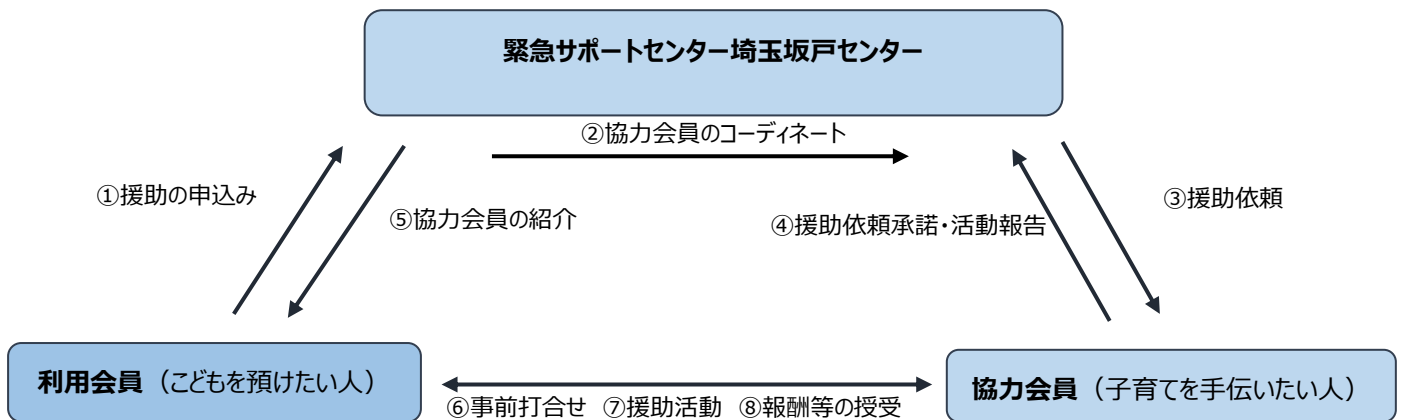 緊急サポートセンター埼玉坂戸センター
②協力会員のコーディネート
①援助の申込み
③援助依頼
⑤協力会員の紹介
④援助依頼承諾・活動報告
利用会員（こどもを預けたい人）
協力会員（子育てを手伝いたい人）
⑥事前打合せ ⑦援助活動 ⑧報酬等の授受